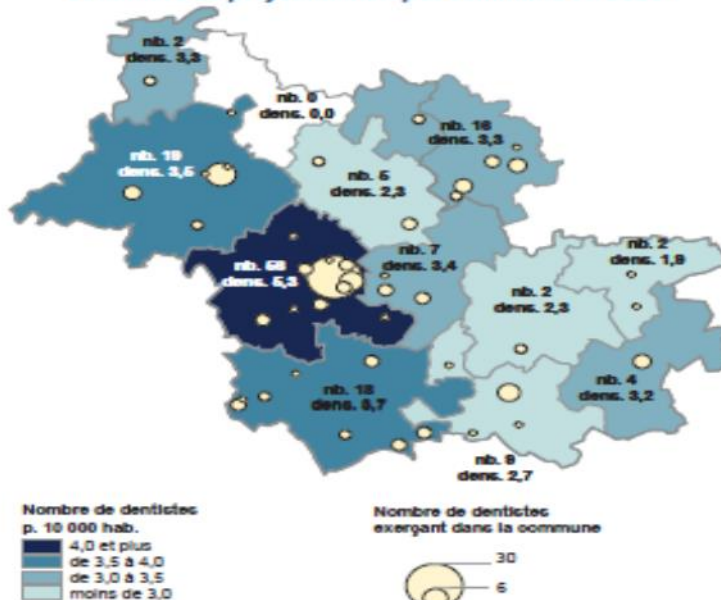 nb. 2
dens. 3,3
nb. 0
dens. 0,0
nb. 16
dens. 3,3
nb. 19
dens. 3,5
nb. 5
dens. 2,3
nb. 7
dens. 3,4
nb. 2
dens. 1,9
dens. 5,3
nb. 2
dens. 2,3
nb. 4
dens. 3,2
nb. 18
dens. 3,7
nb. 9
dens. 2,7
Nombre de dentistes
p. 10 000 hab.
4,0 et plus
de 3,5 à 4,0
de 3,0 à 3,5
moins de 3,0
Nombre de dentistes
exerçant dans la commune
30
6